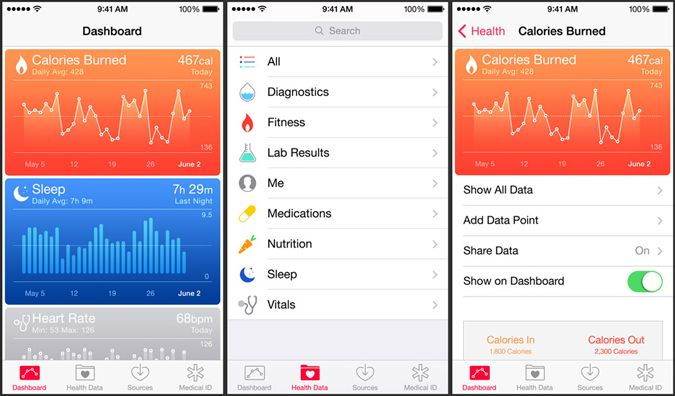 9:41 AM
100%
Dashboard
Calories Burned 467cal
Daily Avg: 428 Today
743
136
May 5 12 19 26 June 2
Sleep 7h 29m
Daily Avg: 7h 9m Last Night
9.5
0
May 5 12 19 26 June 2
Heart Rate 68bpm
Min: 53 Max: 126 Today
126
Dashboard Health Data Sources Medical ID
9:41 AM 100%
Search
All
Diagnostics
Fitness
Lab Results
Me
Medications
Nutrition
Sleep
Vitals
Dashboard Health Data Sources Medical ID
9:41 AM 100%
Health Calories Burned
Calories Burned 467cal
Daily Avg: 428 Today
743
136
May 5 12 19 26 June 2
Show All Data
Add Data Point
Share Data On
Show on Dashboard
Calories In Calories Out
1,800 Calories 2,300 Calories
Dashboard Health Data Sources Medical ID